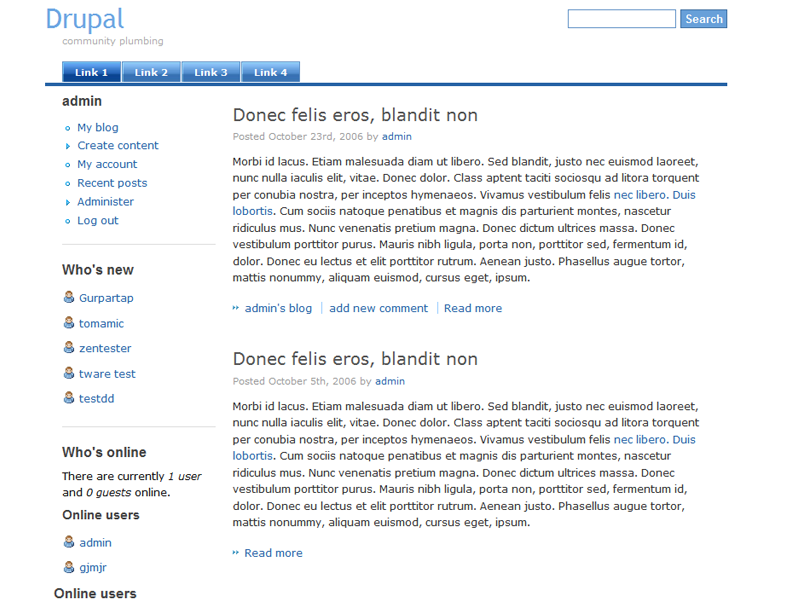 Drupal
community plumbing
Search
Link 1 Link 2 Link 3 Link 4
admin
My blog
Create content
My account
Recent posts
Administer
Log out
Who's new
Gurpartap
tomamic
zentester
tware test
testdd
Who's online
There are currently 1 user
and 0 guests online.
Online users
admin
gjmjr
Online users
Donec felis eros, blandit non
Posted October 23rd, 2006 by admin
Morbi id lacus. Etiam malesuada diam ut libero. Sed blandit, justo nec euismod laoreet,
nunc nulla iaculis elit, vitae. Donec dolor. Class aptent taciti sociosqu ad litora torquent
per conubia nostra, per inceptos hymenaeos. Vivamus vestibulum felis nec libero. Duis
lobortis. Cum sociis natoque penatibus et magnis dis parturient montes, nascetur
ridiculus mus. Nunc venenatis pretium magna. Donec dictum ultrices massa. Donec
vestibulum porttitor purus. Mauris nibh ligula, porta non, porttitor sed, fermentum id,
dolor. Donec eu lectus et elit porttitor rutrum. Aenean justo. Phasellus augue tortor,
mattis nonummy, aliquam euismod, cursus eget, ipsum.
admin's blog add new comment Read more
Donec felis eros, blandit non
Posted October 5th, 2006 by admin
Morbi id lacus. Etiam malesuada diam ut libero. Sed blandit, justo nec euismod laoreet,
nunc nulla iaculis elit, vitae. Donec dolor. Class aptent taciti sociosqu ad litora torquent
per conubia nostra, per inceptos hymenaeos. Vivamus vestibulum felis nec libero. Duis
lobortis. Cum sociis natoque penatibus et magnis dis parturient montes, nascetur
ridiculus mus. Nunc venenatis pretium magna. Donec dictum ultrices massa. Donec
vestibulum porttitor purus. Mauris nibh ligula, porta non, porttitor sed, fermentum id,
dolor. Donec eu lectus et elit porttitor rutrum. Aenean justo. Phasellus augue tortor,
mattis nonummy, aliquam euismod, cursus eget, ipsum.
Read more